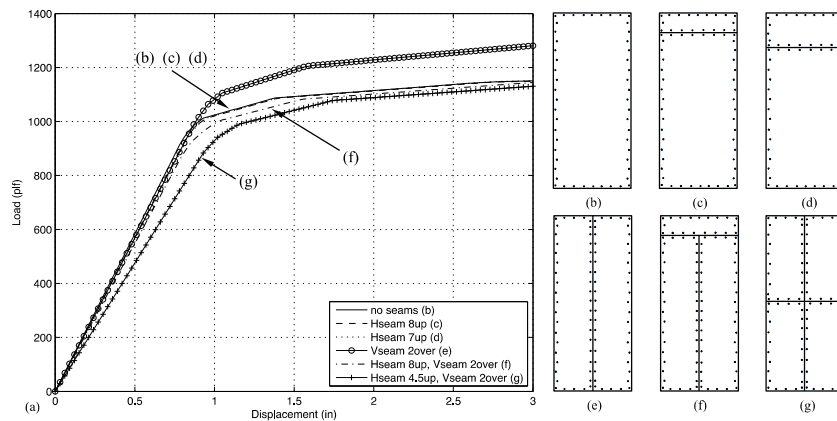 1400
1200
1000
800
600
400
200
0
Load (plf)
(b) (c) (d)
(f)
(g)
no seams (b)
Hseam 8up (c)
Hseam 7up (d)
Vseam 2over (e)
Hseam 8up, Vseam 2over (f)
Hseam 4.5up, Vseam 2over (g)
0 0.5 1 1.5 2 2.5 3
(a)
Displacement (in)
(b) (c) (d)
(e) (f) (g)